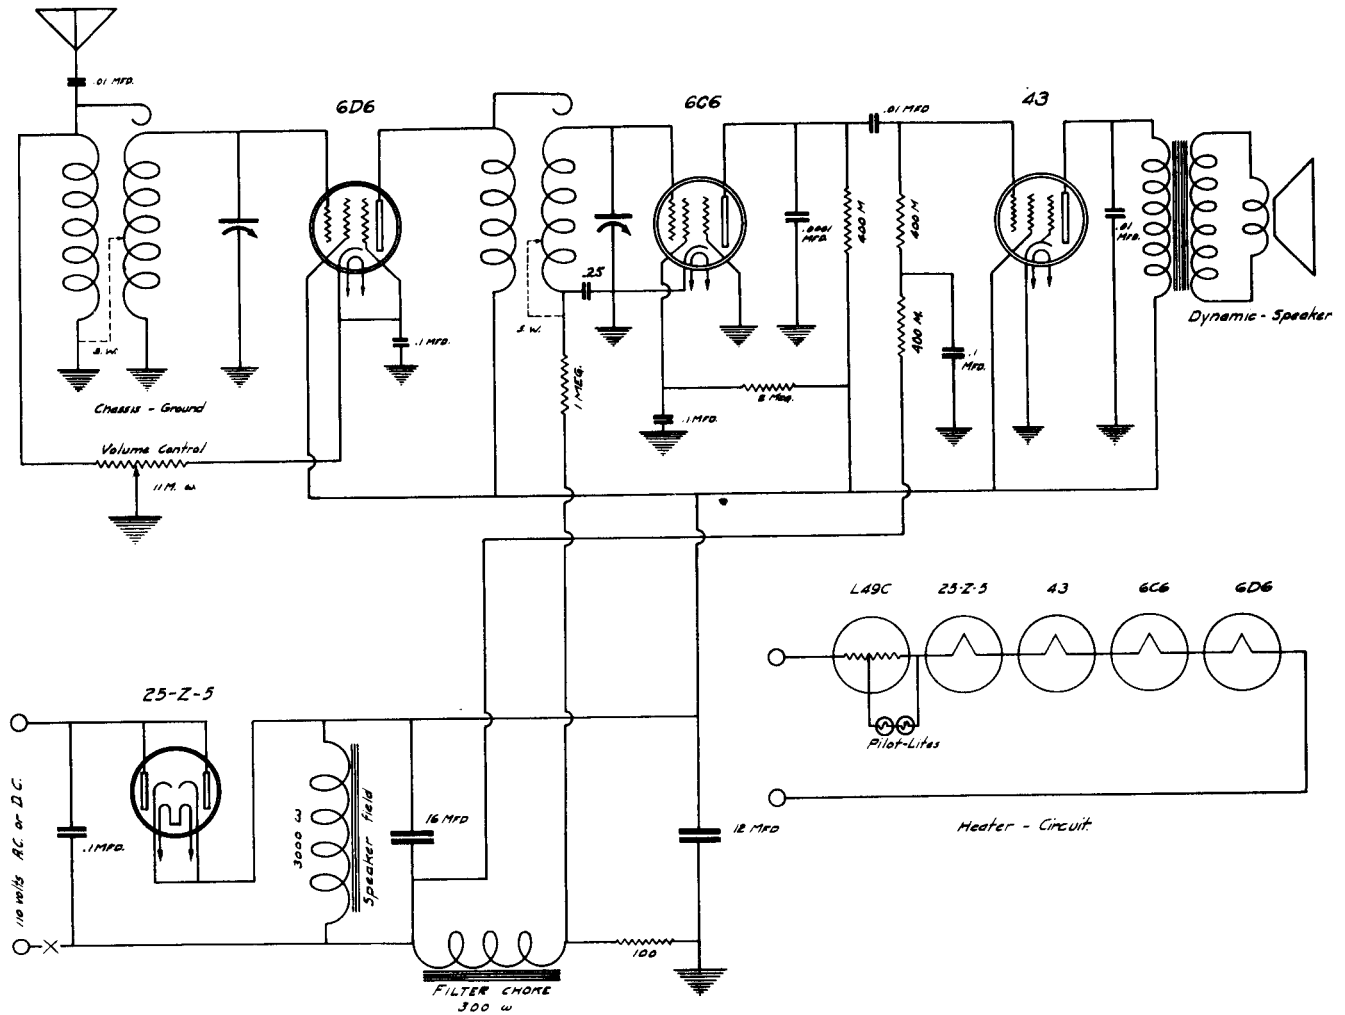 .01 MFD.
6D6
6C6
.01 MFD
43
.25
S.W.
S.W.
.1 MFD.
1 MEG.
.0001
MFD.
400 M
400 M
400 M.
.1
MFD.
.01
MFD.
Dynamic - Speaker
2 Meg.
.1 MFD.
Chassis - Ground
Volume Control
11 M. ω
L49C
25-Z-5
43
6C6
6D6
Pilot-Lites
Heater - Circuit.
25-Z-5
110 volts A.C. or D.C.
.1 MFD.
3000 ω
Speaker field
16 MFD
12 MFD
100
FILTER CHOKE
300 ω